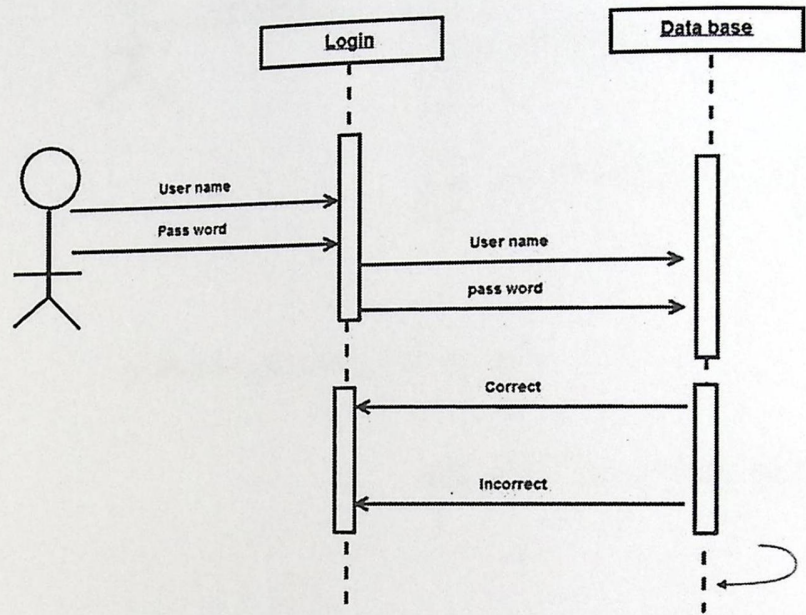 Login
Data base
User name
Pass word
User name
pass word
Correct
Incorrect